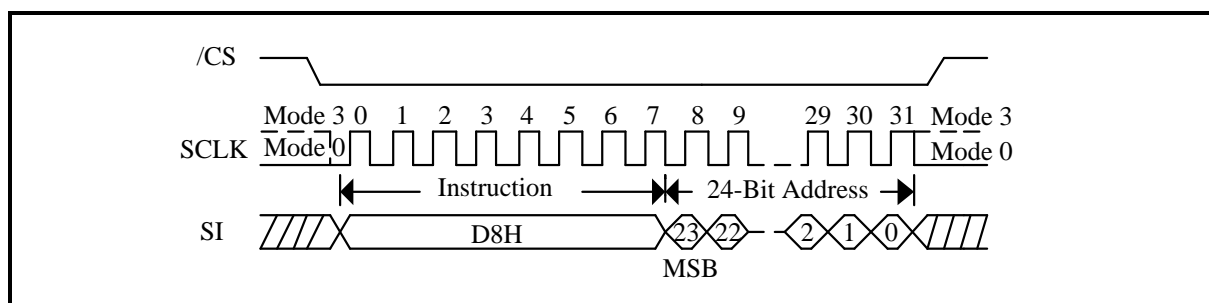 /CS
Mode 3 0 1 2 3 4 5 6 7 8 9 29 30 31 Mode 3
SCLK Mode 0 Mode 0
Instruction 24-Bit Address
SI D8H 23 22 2 1 0
MSB